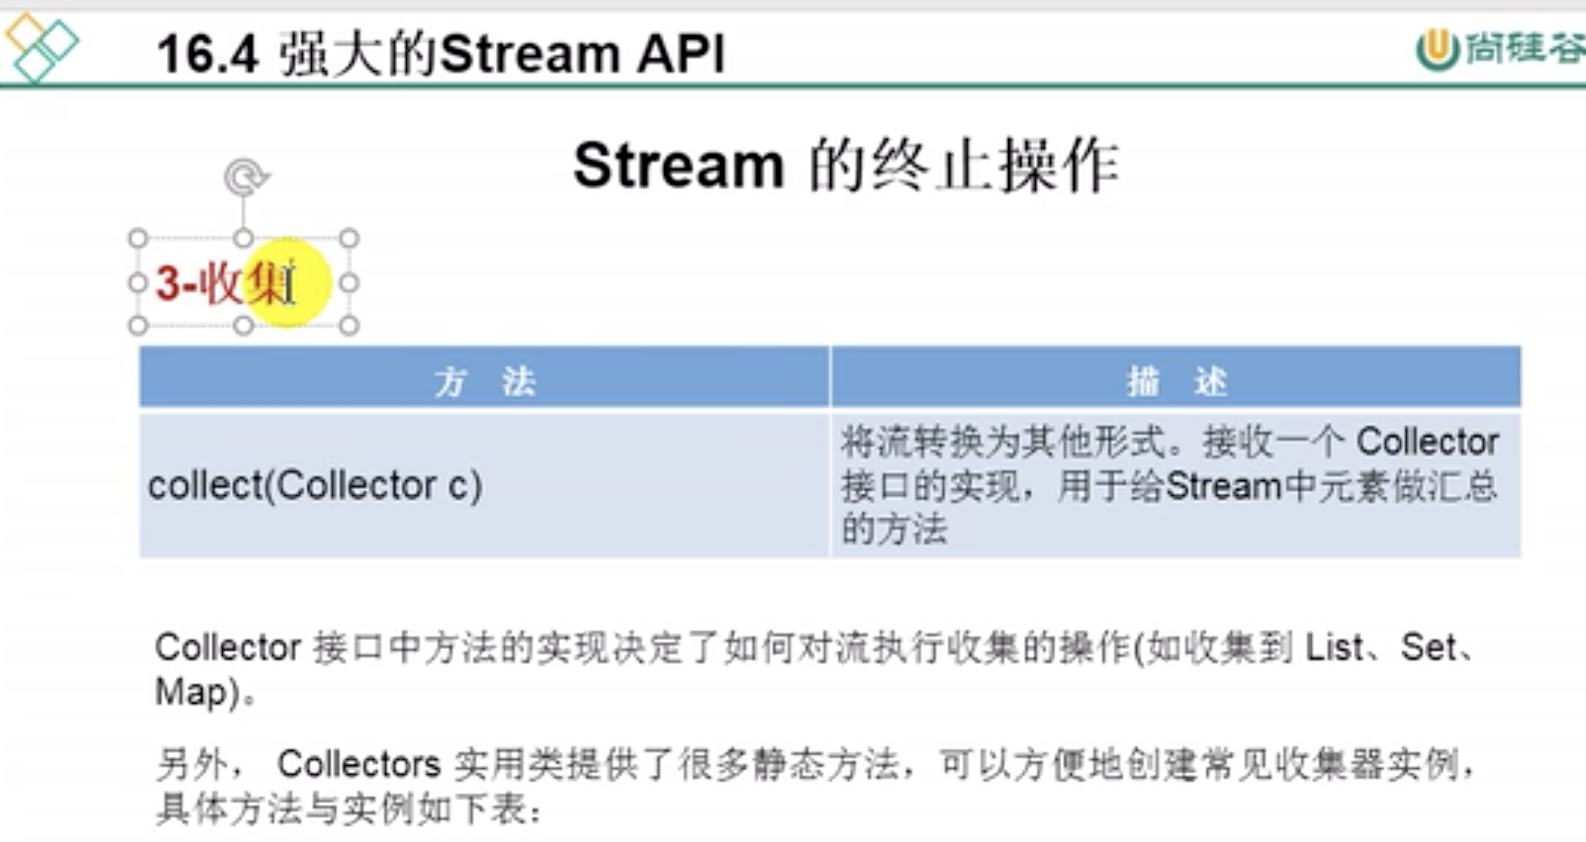 16.4 强大的Stream API
尚硅谷
Stream 的终止操作
3-收集
方 法
描 述
collect(Collector c)
将流转换为其他形式。接收一个 Collector
接口的实现，用于给Stream中元素做汇总
的方法
Collector 接口中方法的实现决定了如何对流执行收集的操作(如收集到 List、Set、
Map)。
另外， Collectors 实用类提供了很多静态方法，可以方便地创建常见收集器实例，
具体方法与实例如下表：